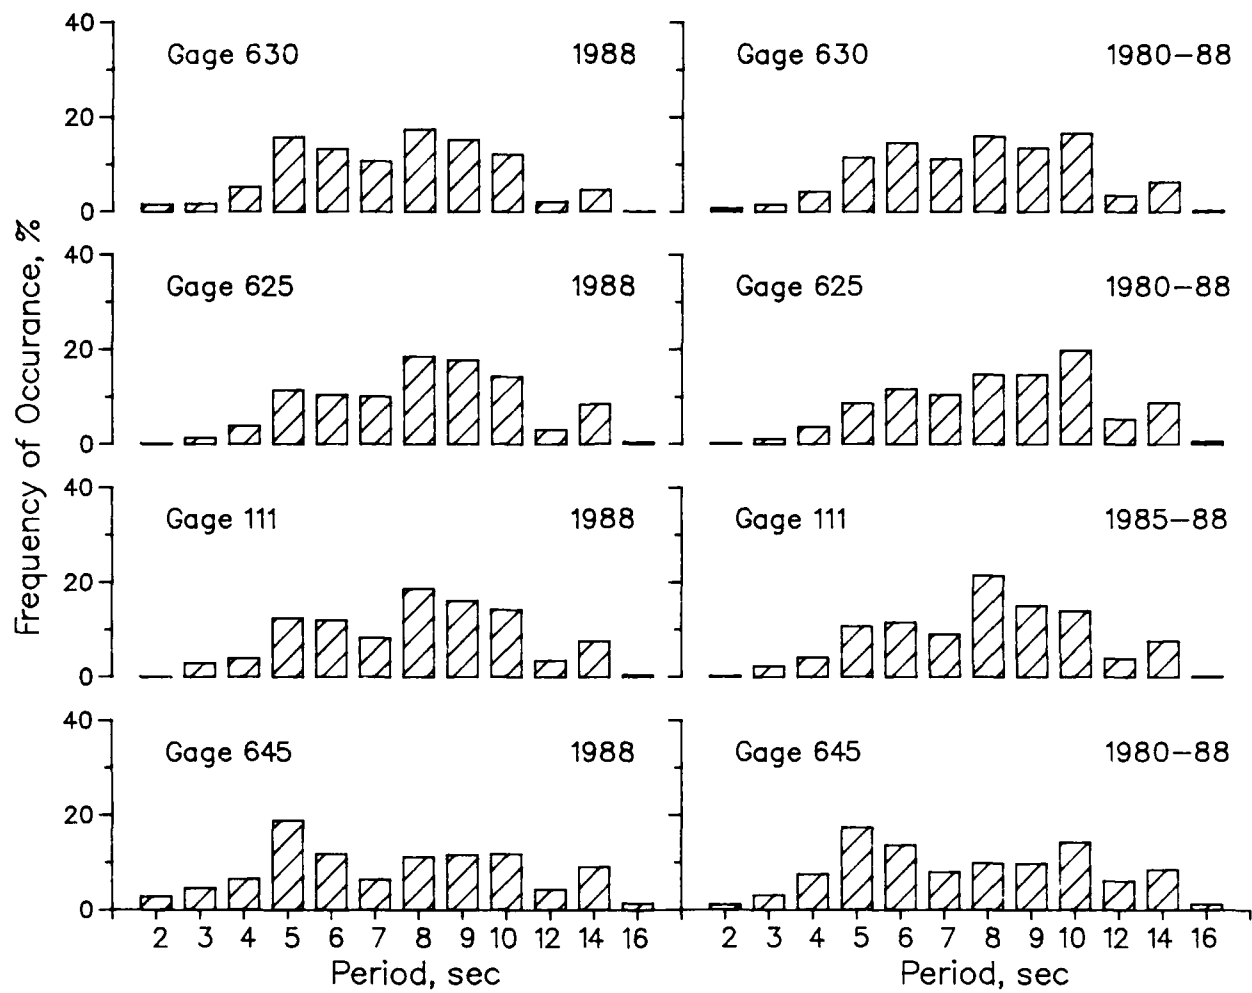 Frequency of Occurance, %
40
20
0
Gage 630 1988
Gage 630 1980-88
40
20
0
Gage 625 1988
Gage 625 1980-88
40
20
0
Gage 111 1988
Gage 111 1985-88
40
20
0
Gage 645 1988
Gage 645 1980-88
2 3 4 5 6 7 8 9 10 12 14 16
2 3 4 5 6 7 8 9 10 12 14 16
Period, sec
Period, sec